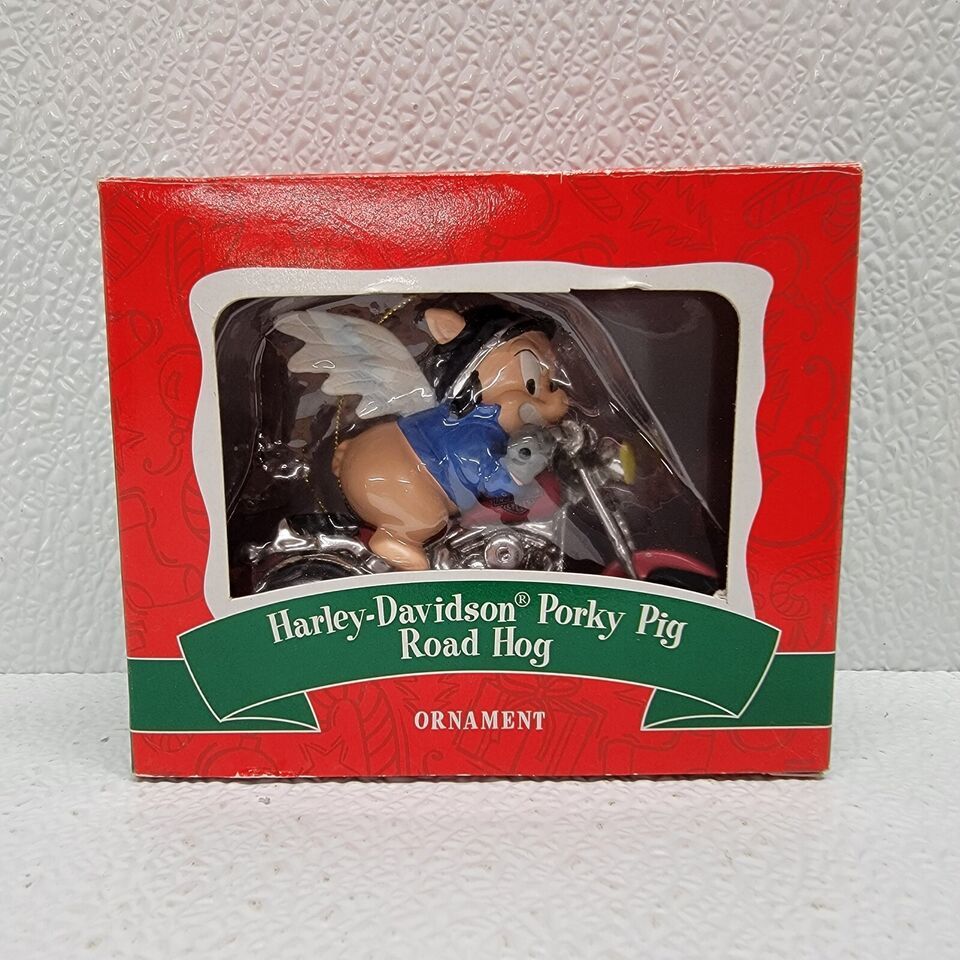 Harley-Davidson® Porky Pig
Road Hog
ORNAMENT